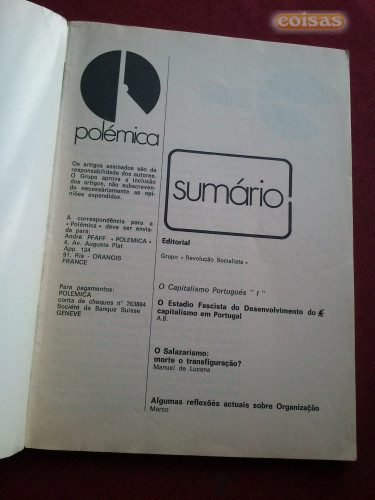 coisas
polémica
Os artigos assinados são da
responsabilidade dos autores.
O Grupo aprova a inclusão
dos artigos, não subscreven-
do necessàriamente as opi-
niões expendidas.
A correspondência para a
«Polémica» deve ser envia-
da para:
André PFAFF «POLEMICA»
4, Av. Auguste Plat
App. 124
91, Ris - ORANGIS
FRANCE
Para pagamentos:
POLEMICA
conta de cheques nº 763884
Société de Banque Suisse
GENEVE
sumário
Editorial
Grupo «Revolução Socialista»
O Capitalismo Português "1"
O Estadio Fascista do Desenvolvimento do
capitalismo em Portugal
A.B.
O Salazarismo:
morte o transfiguração?
Manuel de Lucena
Algumas reflexões actuais sobre Organização
Marco